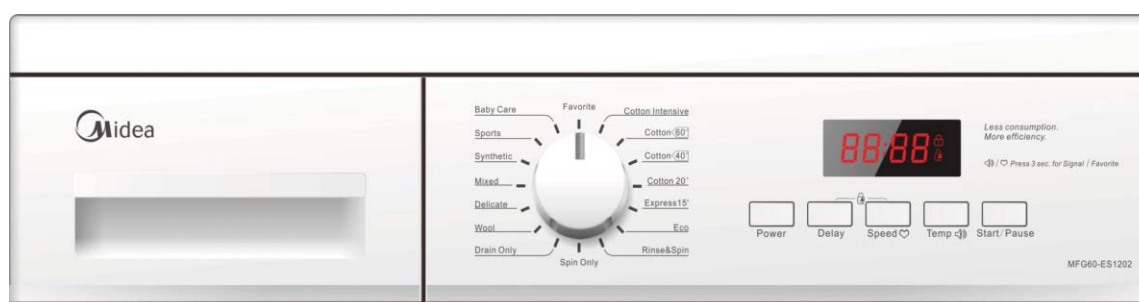 Midea
Favorite
Cotton Intensive
Cotton 60°
Cotton 40°
Cotton 20°
Express15'
Eco
Rinse&Spin
Spin Only
Drain Only
Wool
Delicate
Mixed
Synthetic
Sports
Baby Care
88:88
Less consumption.
More efficiency.
Press 3 sec. for Signal / Favorite
Power
Delay
Speed
Temp
Start/Pause
MFG60-ES1202